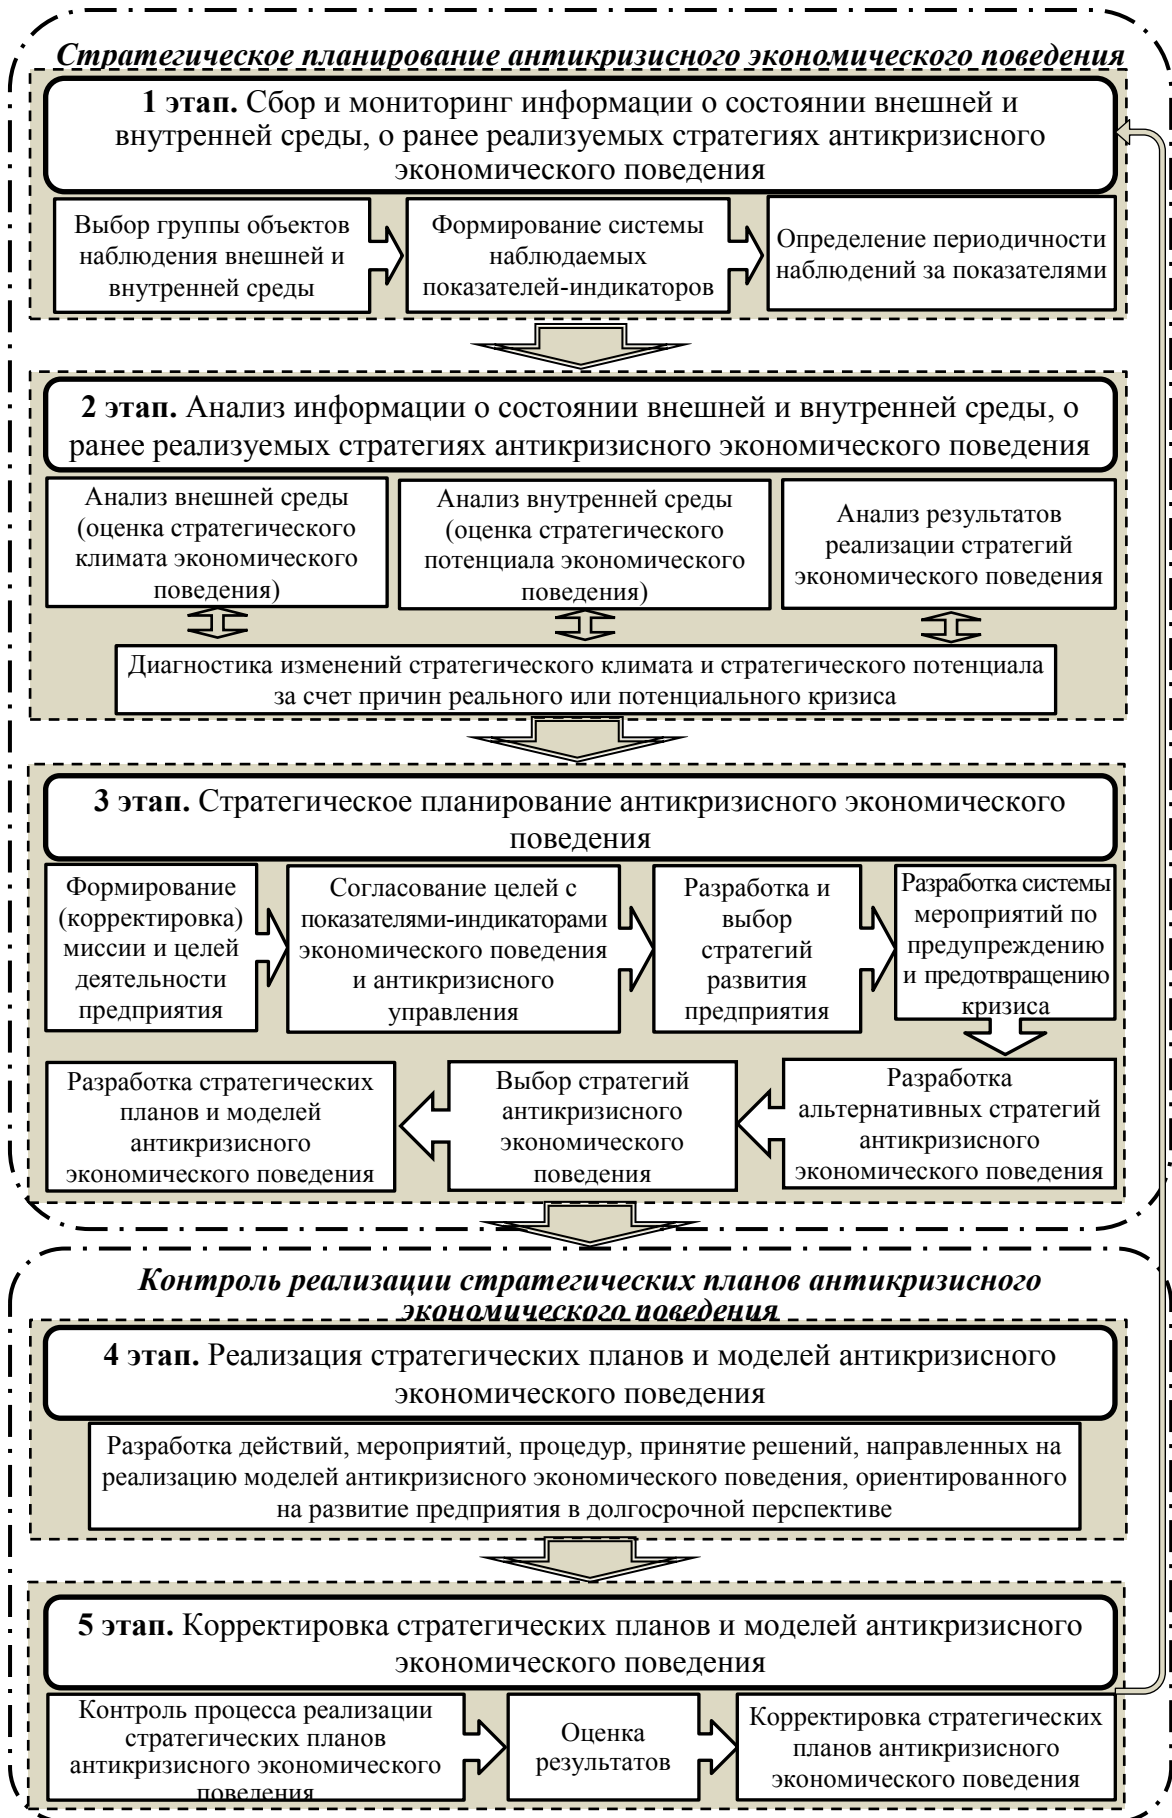 Стратегическое планирование антикризисного экономического поведения
1 этап. Сбор и мониторинг информации о состоянии внешней и
внутренней среды, о ранее реализуемых стратегиях антикризисного
экономического поведения
Выбор группы объектов
наблюдения внешней и
внутренней среды
Формирование системы
наблюдаемых
показателей-индикаторов
Определение периодичности
наблюдений за показателями
2 этап. Анализ информации о состоянии внешней и внутренней среды, о
ранее реализуемых стратегиях антикризисного экономического поведения
Анализ внешней среды
(оценка стратегического
климата экономического
поведения)
Анализ внутренней среды
(оценка стратегического
потенциала экономического
поведения)
Анализ результатов
реализации стратегий
экономического поведения
Диагностика изменений стратегического климата и стратегического потенциала
за счет причин реального или потенциального кризиса
3 этап. Стратегическое планирование антикризисного экономического
поведения
Формирование
(корректировка)
миссии и целей
деятельности
предприятия
Согласование целей с
показателями-индикаторами
экономического поведения
и антикризисного
управления
Разработка и
выбор
стратегий
развития
предприятия
Разработка системы
мероприятий по
предупреждению
и предотвращению
кризиса
Разработка стратегических
планов и моделей
антикризисного
экономического поведения
Выбор стратегий
антикризисного
экономического
поведения
Разработка
альтернативных стратегий
антикризисного
экономического поведения
Контроль реализации стратегических планов антикризисного
экономического поведения
4 этап. Реализация стратегических планов и моделей антикризисного
экономического поведения
Разработка действий, мероприятий, процедур, принятие решений, направленных на
реализацию моделей антикризисного экономического поведения, ориентированного
на развитие предприятия в долгосрочной перспективе
5 этап. Корректировка стратегических планов и моделей антикризисного
экономического поведения
Контроль процесса реализации
стратегических планов
антикризисного экономического
поведения
Оценка
результатов
Корректировка стратегических
планов антикризисного
экономического поведения